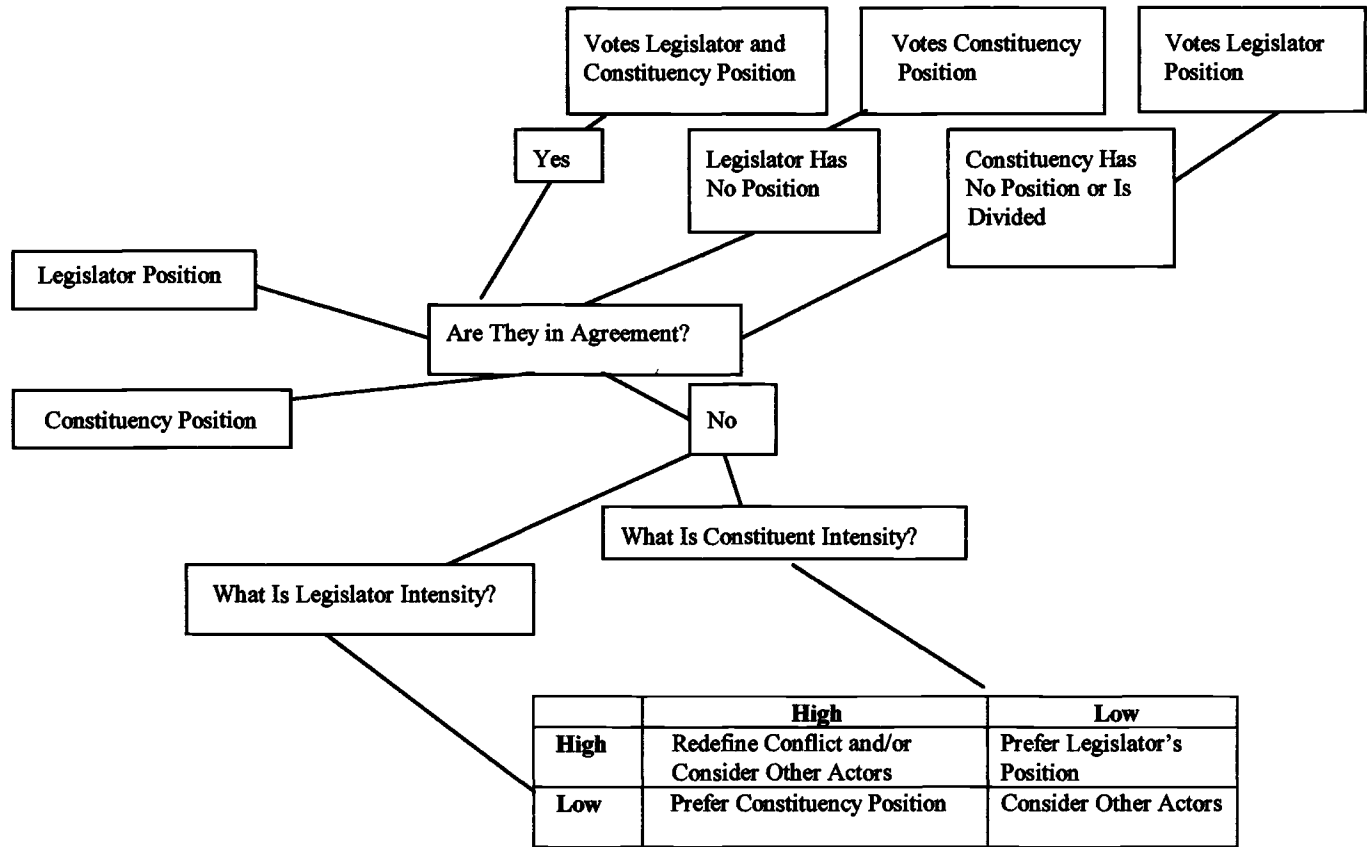 Votes Legislator and
Constituency Position
Votes Constituency
Position
Votes Legislator
Position
Yes
Legislator Has
No Position
Constituency Has
No Position or Is
Divided
Legislator Position
Are They in Agreement?
Constituency Position
No
What Is Constituent Intensity?
What Is Legislator Intensity?
High Low
High Redefine Conflict and/or Prefer Legislator's
Consider Other Actors Position
Low Prefer Constituency Position Consider Other Actors